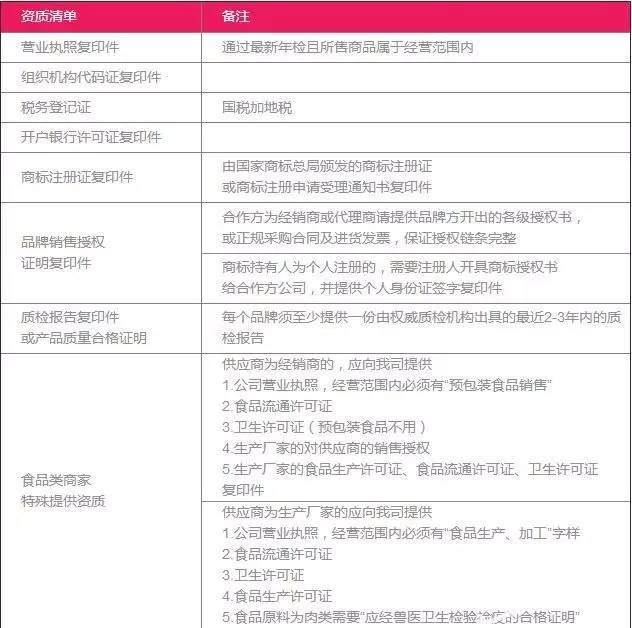 资质清单 备注
营业执照复印件 通过最新年检且所售商品属于经营范围内
组织机构代码证复印件
税务登记证 国税加地税
开户银行许可证复印件
商标注册证复印件
由国家商标总局颁发的商标注册证
或商标注册申请受理通知书复印件
品牌销售授权
证明复印件
合作方为经销商或代理商请提供品牌方开出的各级授权书，
或正规采购合同及进货发票，保证授权链条完整
商标持有人为个人注册的，需要注册人开具商标授权书
给合作方公司，并提供个人身份证签字复印件
质检报告复印件
或产品质量合格证明
每个品牌须至少提供一份由权威质检机构出具的最近2-3年内的质
检报告
食品类商家
特殊提供资质
供应商为经销商的，应向我司提供
1.公司营业执照，经营范围内必须有“预包装食品销售”
2.食品流通许可证
3.卫生许可证（预包装食品不用）
4.生产厂家的对供应商的销售授权
5.生产厂家的食品生产许可证、食品流通许可证、卫生许可证
复印件
供应商为生产厂家的应向我司提供
1.公司营业执照，经营范围内必须有“食品生产、加工”字样
2.食品流通许可证
3.卫生许可证
4.食品生产许可证
5.食品原料为肉类需要“应经兽医卫生检验检疫的合格证明”